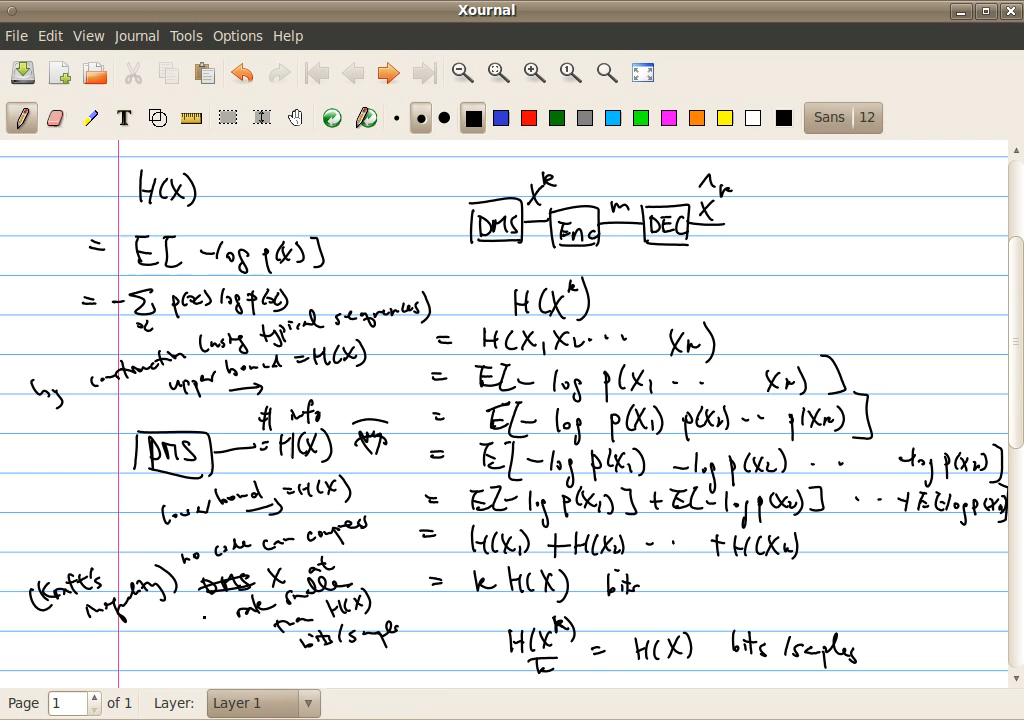 Xournal
File Edit View Journal Tools Options Help
Sans 12
H(X)
= E[ -log p(X) ]
= - ∑ p(x) log p(x)
x
by construction (using typical sequences)
upper bound = H(X)
# info
DMS = H(X)
lower bound = H(X)
no code can compress
(Kraft's inequality) DMS X at
rate smaller
than H(X)
bits/sample
X^k m X̂^k
DMS Enc DEC
H(X^k)
= H(X1 X2 ... Xk)
= E[- log p(X1 .. Xk) ]
= E[- log p(X1) p(X2) ... p(Xk) ]
= E[ -log p(X1) -log p(X2) .. -log p(Xk) ]
= E[- log p(X1) ] + E[- log p(X2) ] .. + E[-log p(Xk)]
= H(X1) + H(X2) .. + H(Xk)
= k H(X) bits
H(X^k)/k = H(X) bits /samples
Page 1 of 1 Layer: Layer 1